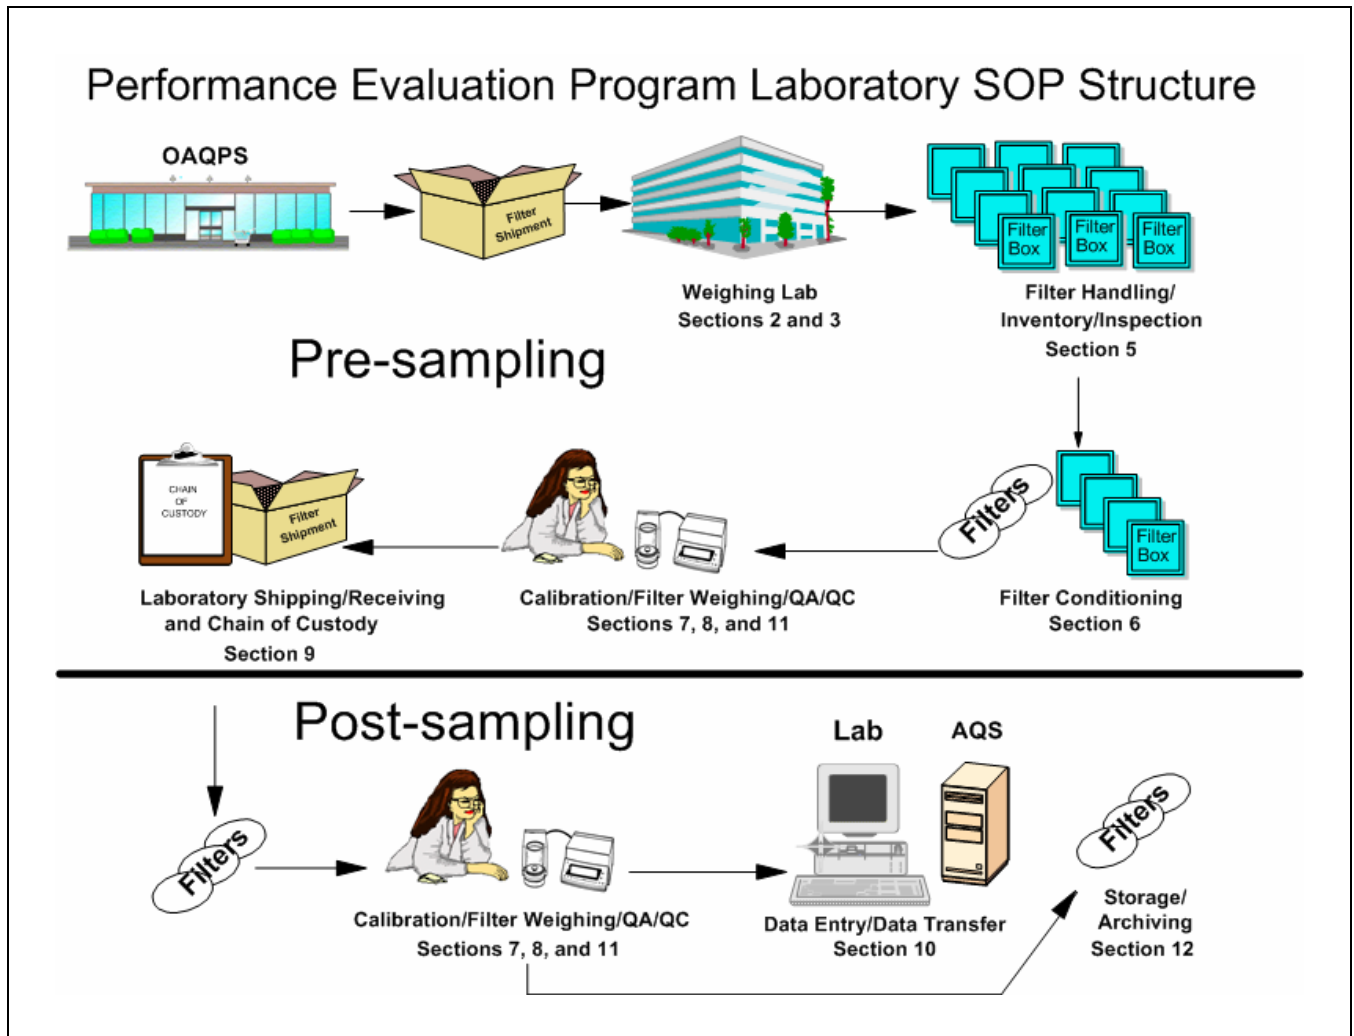 Performance Evaluation Program Laboratory SOP Structure
OAQPS
Filter
Shipment
Weighing Lab
Sections 2 and 3
Filter
Box
Filter
Box
Filter
Box
Filter Handling/
Inventory/Inspection
Section 5
Pre-sampling
CHAIN
OF
CUSTODY
Filter
Shipment
Laboratory Shipping/Receiving
and Chain of Custody
Section 9
Calibration/Filter Weighing/QA/QC
Sections 7, 8, and 11
Filters
Filter
Box
Filter Conditioning
Section 6
Post-sampling
Filters
Calibration/Filter Weighing/QA/QC
Sections 7, 8, and 11
Lab
AQS
Data Entry/Data Transfer
Section 10
Filters
Storage/
Archiving
Section 12